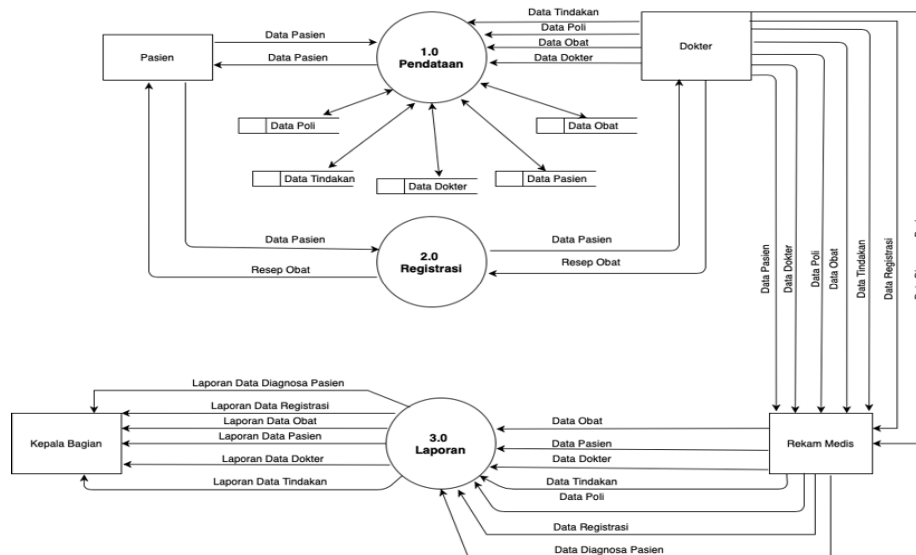 Data Tindakan
Data Poli
Data Obat
Data Dokter
Data Pasien
Data Pasien
1.0
Pendataan
Pasien
Dokter
Data Poli
Data Obat
Data Tindakan
Data Dokter
Data Pasien
Data Pasien
Resep Obat
2.0
Registrasi
Data Pasien
Resep Obat
Data Pasien
Data Dokter
Data Poli
Data Obat
Data Tindakan
Data Registrasi
Laporan Data Diagnosa Pasien
Laporan Data Registrasi
Laporan Data Obat
Laporan Data Pasien
Laporan Data Dokter
Laporan Data Tindakan
Kepala Bagian
3.0
Laporan
Data Obat
Data Pasien
Data Dokter
Data Tindakan
Data Poli
Data Registrasi
Data Diagnosa Pasien
Rekam Medis